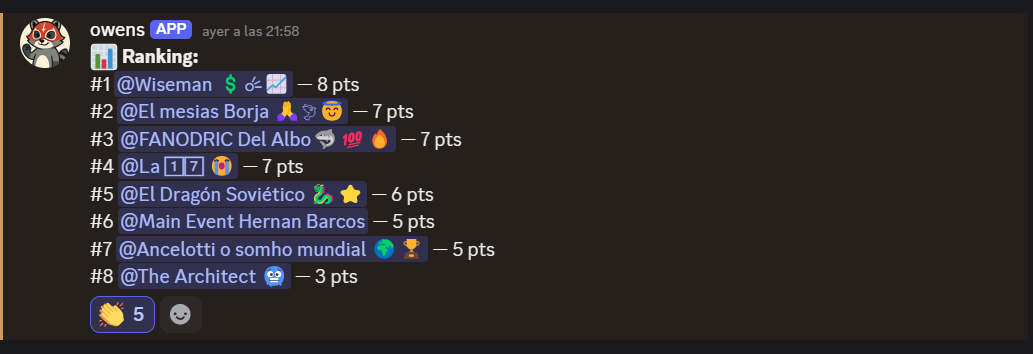 owens APP ayer a las 21:58
📊 Ranking:
#1 @Wiseman 💲☄📈 — 8 pts
#2 @El mesias Borja 🙏🕊😇 — 7 pts
#3 @FANODRIC Del Albo🦈 💯 🔥 — 7 pts
#4 @La 1️⃣7️⃣ 😭 — 7 pts
#5 @El Dragón Soviético 🐉 ⭐ — 6 pts
#6 @Main Event Hernan Barcos — 5 pts
#7 @Ancelotti o somho mundial 🌍 🏆 — 5 pts
#8 @The Architect 🥶 — 3 pts
👏 5